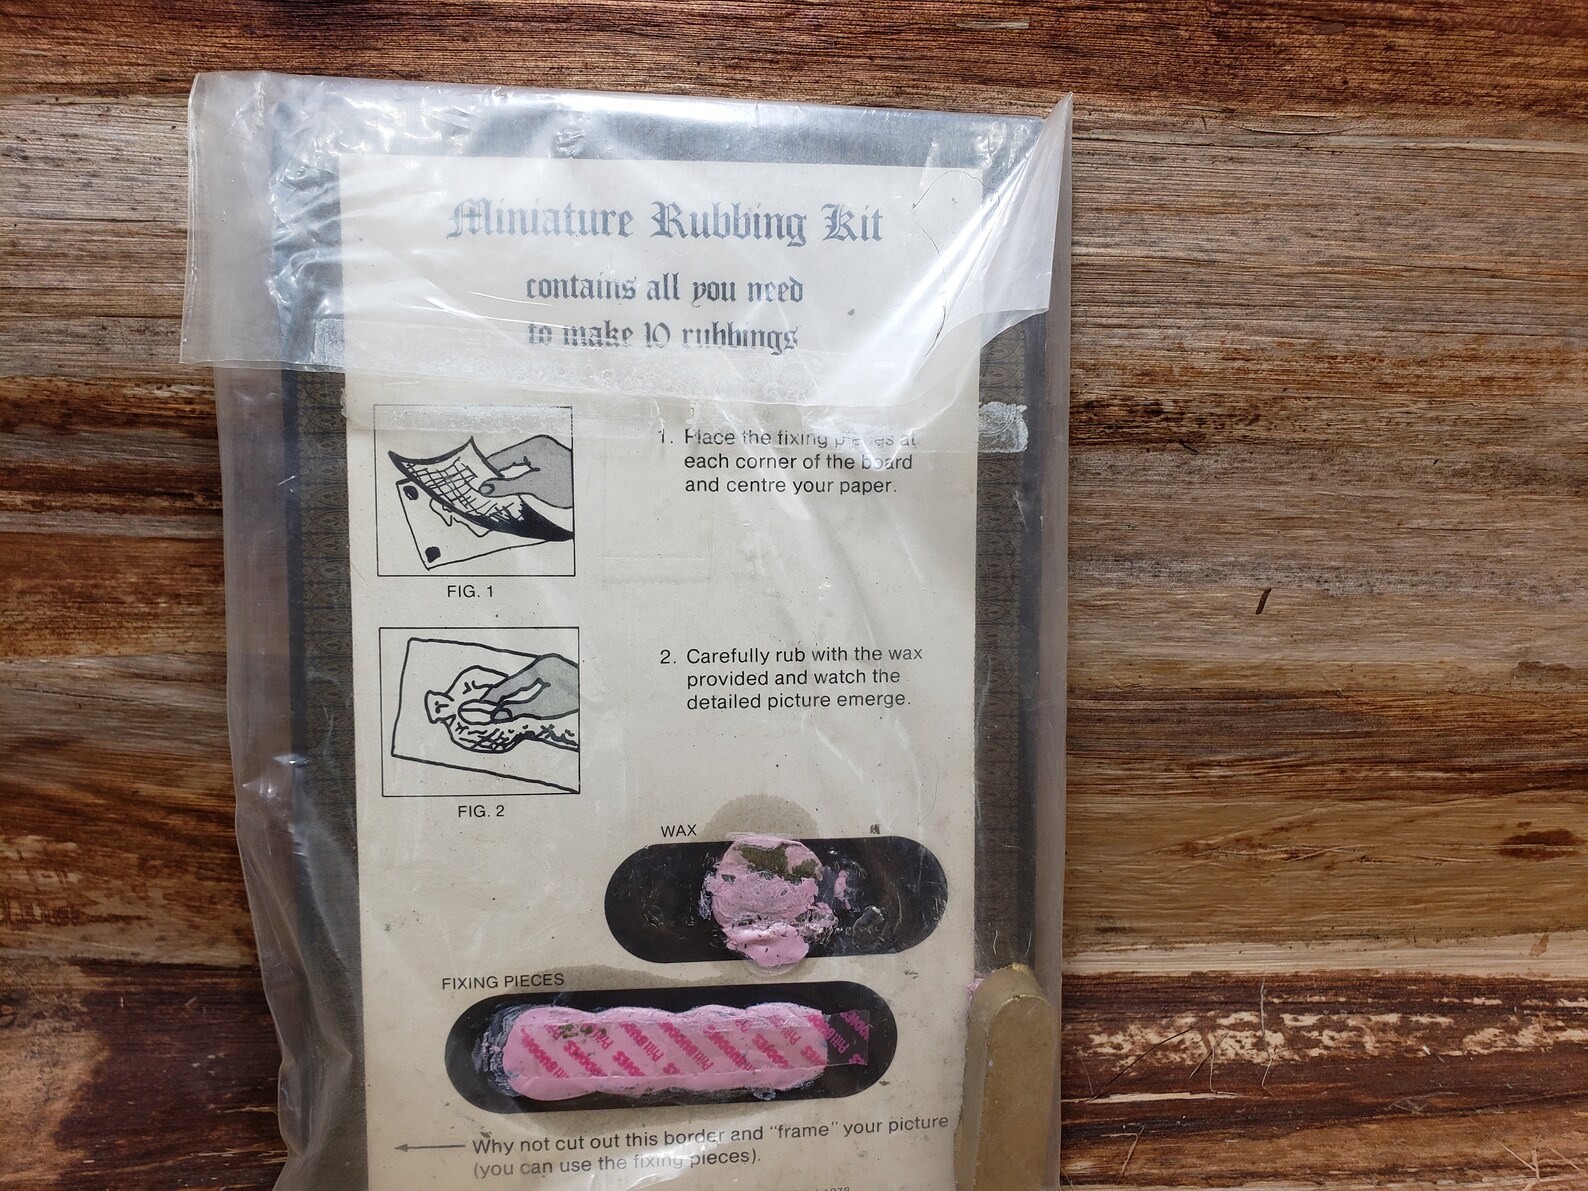 Miniature Rubbing Kit
contains all you need
to make 10 rubbings
1. Place the fixing pieces at
each corner of the board
and centre your paper.
FIG. 1
2. Carefully rub with the wax
provided and watch the
detailed picture emerge.
FIG. 2
WAX
FIXING PIECES
Why not cut out this border and "frame" your picture
(you can use the fixing pieces).
1978